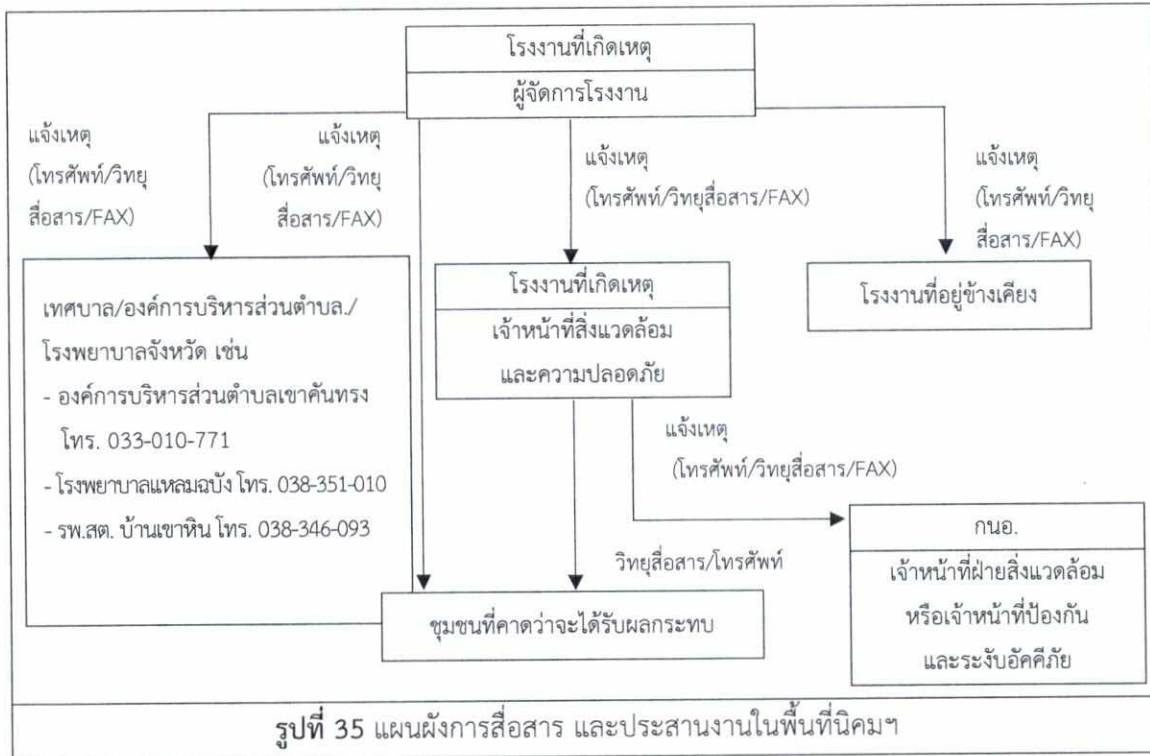 โรงงานที่เกิดเหตุ
ผู้จัดการโรงงาน
แจ้งเหตุ
(โทรศัพท์/วิทยุ
สื่อสาร/FAX)
แจ้งเหตุ
(โทรศัพท์/วิทยุ
สื่อสาร/FAX)
แจ้งเหตุ
(โทรศัพท์/วิทยุสื่อสาร/FAX)
แจ้งเหตุ
(โทรศัพท์/วิทยุ
สื่อสาร/FAX)
เทศบาล/องค์การบริหารส่วนตำบล./
โรงพยาบาลจังหวัด เช่น
- องค์การบริหารส่วนตำบลเขาคันทรง
โทร. 033-010-771
- โรงพยาบาลแหลมฉบัง โทร. 038-351-010
- รพ.สต. บ้านเขาหิน โทร. 038-346-093
โรงงานที่เกิดเหตุ
เจ้าหน้าที่สิ่งแวดล้อม
และความปลอดภัย
โรงงานที่อยู่ข้างเคียง
แจ้งเหตุ
(โทรศัพท์/วิทยุสื่อสาร/FAX)
วิทยุสื่อสาร/โทรศัพท์
ชุมชนที่คาดว่าจะได้รับผลกระทบ
กนอ.
เจ้าหน้าที่ฝ่ายสิ่งแวดล้อม
หรือเจ้าหน้าที่ป้องกัน
และระงับอัคคีภัย
รูปที่ 35 แผนผังการสื่อสาร และประสานงานในพื้นที่นิคมฯ